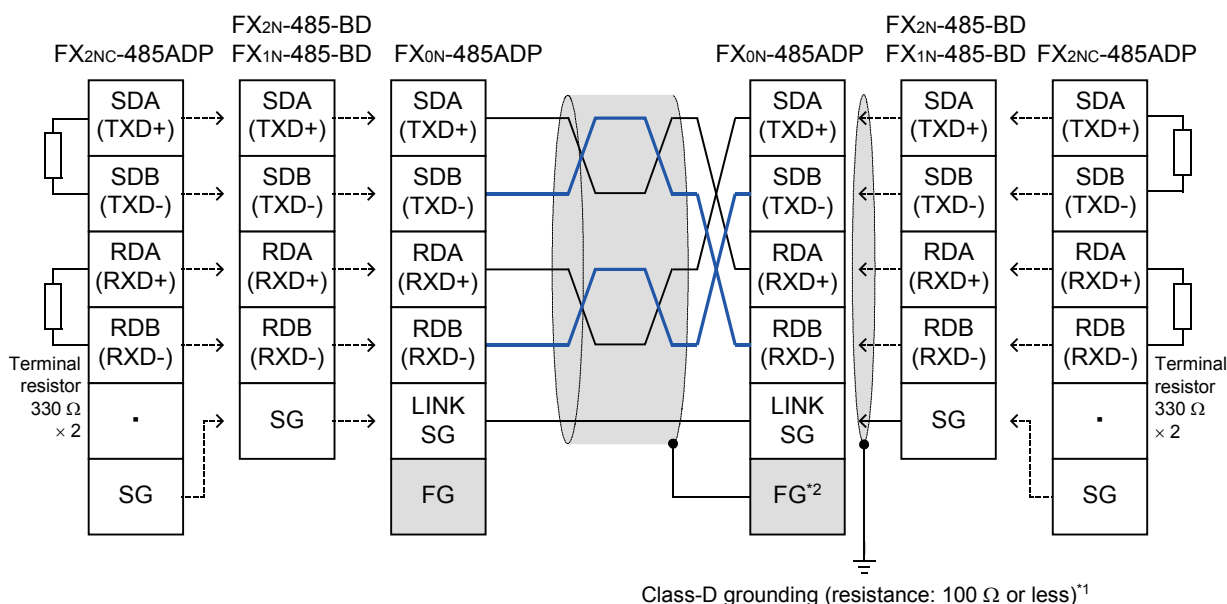 FX2N-485-BD
FX1N-485-BD
FX2NC-485ADP
FX0N-485ADP
FX0N-485ADP
FX2N-485-BD
FX1N-485-BD
FX2NC-485ADP
SDA
(TXD+)
SDB
(TXD-)
RDA
(RXD+)
RDB
(RXD-)
.
SG
Terminal
resistor
330 Ω
× 2
SDA
(TXD+)
SDB
(TXD-)
RDA
(RXD+)
RDB
(RXD-)
SG
SDA
(TXD+)
SDB
(TXD-)
RDA
(RXD+)
RDB
(RXD-)
LINK
SG
FG
SDA
(TXD+)
SDB
(TXD-)
RDA
(RXD+)
RDB
(RXD-)
LINK
SG
FG*2
SDA
(TXD+)
SDB
(TXD-)
RDA
(RXD+)
RDB
(RXD-)
SG
SDA
(TXD+)
SDB
(TXD-)
RDA
(RXD+)
RDB
(RXD-)
.
SG
Terminal
resistor
330 Ω
× 2
Class-D grounding (resistance: 100 Ω or less)*1